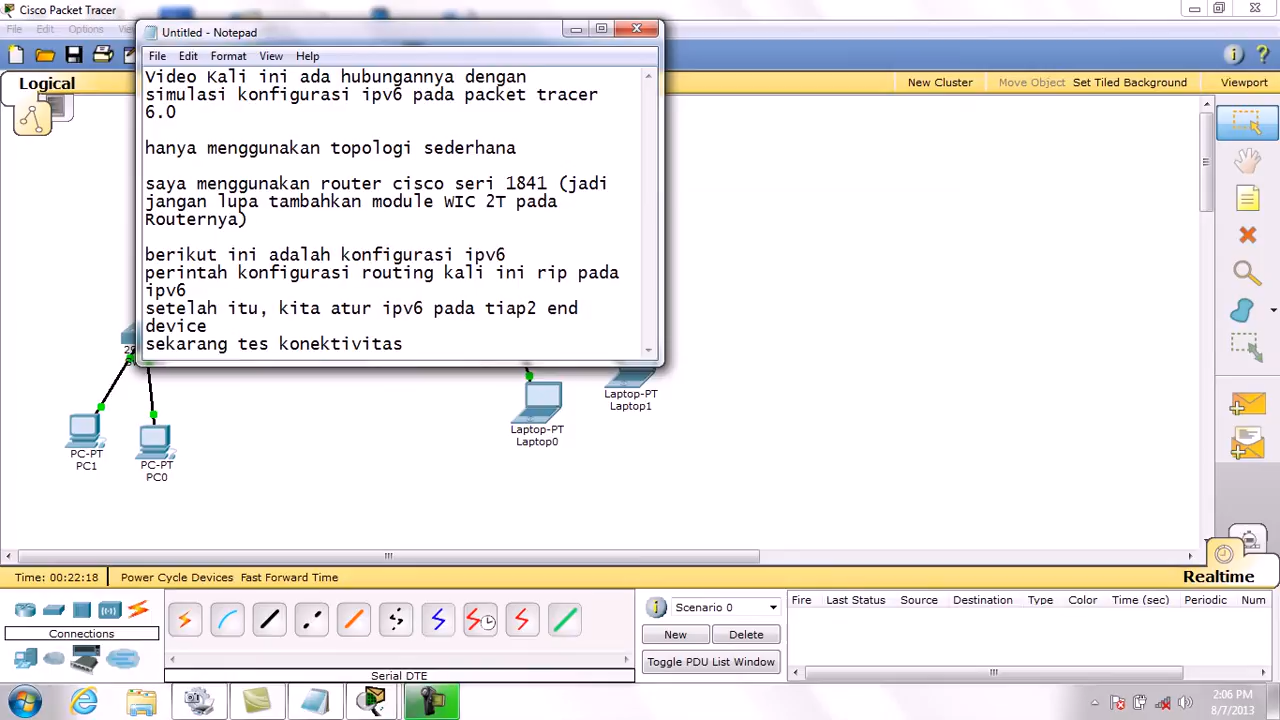 Cisco Packet Tracer
File Edit Options
Logical
New Cluster Move Object Set Tiled Background Viewport
Untitled - Notepad
File Edit Format View Help
Video Kali ini ada hubungannya dengan
simulasi konfigurasi ipv6 pada packet tracer
6.0
hanya menggunakan topologi sederhana
saya menggunakan router cisco seri 1841 (jadi
jangan lupa tambahkan module WIC 2T pada
Routernya)
berikut ini adalah konfigurasi ipv6
perintah konfigurasi routing kali ini rip pada
ipv6
setelah itu, kita atur ipv6 pada tiap2 end
device
sekarang tes konektivitas
PC-PT
PC1
PC-PT
PC0
Laptop-PT
Laptop0
Laptop-PT
Laptop1
Time: 00:22:18 Power Cycle Devices Fast Forward Time
Realtime
Connections
Serial DTE
Scenario 0
New Delete
Toggle PDU List Window
Fire Last Status Source Destination Type Color Time (sec) Periodic Num
2:06 PM
8/7/2013